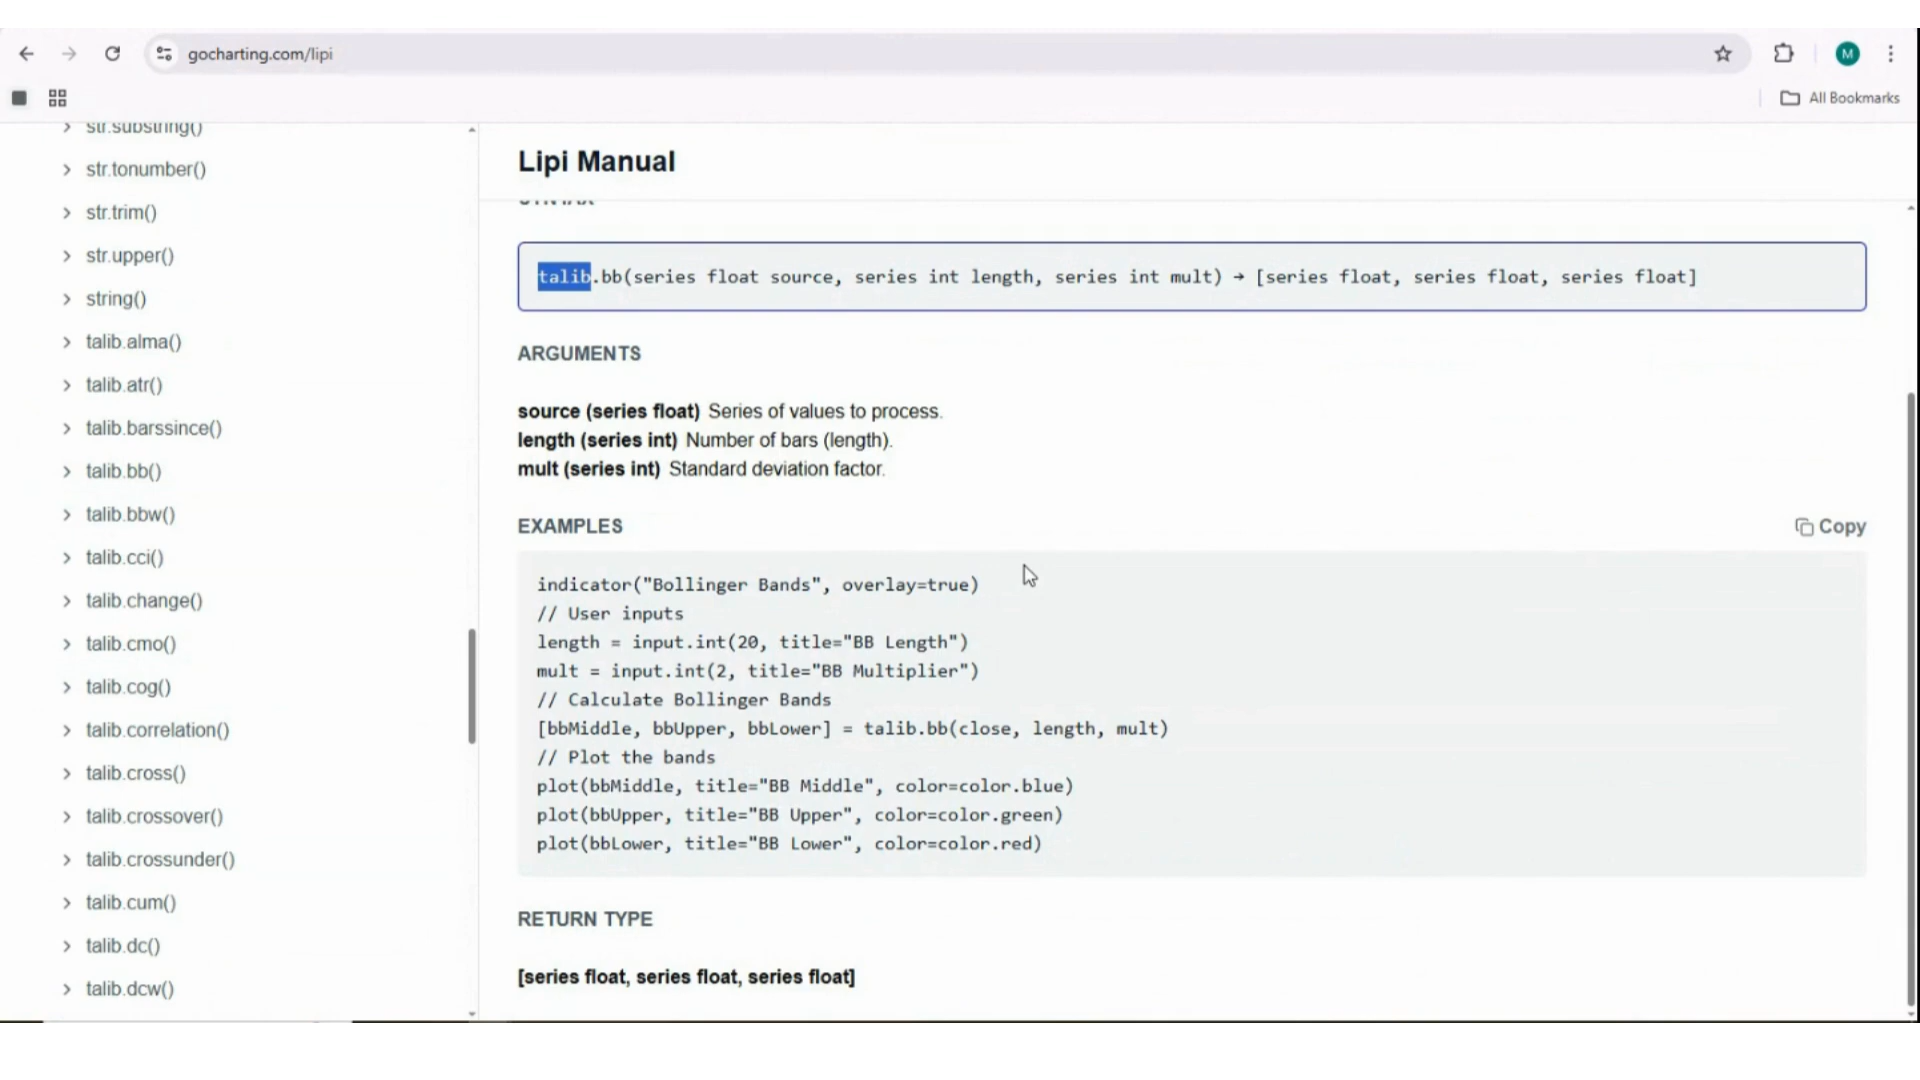 gocharting.com/lipi
M
All Bookmarks
str.substring()
str.tonumber()
str.trim()
str.upper()
string()
talib.alma()
talib.atr()
talib.barssince()
talib.bb()
talib.bbw()
talib.cci()
talib.change()
talib.cmo()
talib.cog()
talib.correlation()
talib.cross()
talib.crossover()
talib.crossunder()
talib.cum()
talib.dc()
talib.dcw()
Lipi Manual
SYNTAX
talib.bb(series float source, series int length, series int mult) → [series float, series float, series float]
ARGUMENTS
source (series float) Series of values to process.
length (series int) Number of bars (length).
mult (series int) Standard deviation factor.
EXAMPLES
Copy
indicator("Bollinger Bands", overlay=true)
// User inputs
length = input.int(20, title="BB Length")
mult = input.int(2, title="BB Multiplier")
// Calculate Bollinger Bands
[bbMiddle, bbUpper, bbLower] = talib.bb(close, length, mult)
// Plot the bands
plot(bbMiddle, title="BB Middle", color=color.blue)
plot(bbUpper, title="BB Upper", color=color.green)
plot(bbLower, title="BB Lower", color=color.red)
RETURN TYPE
[series float, series float, series float]